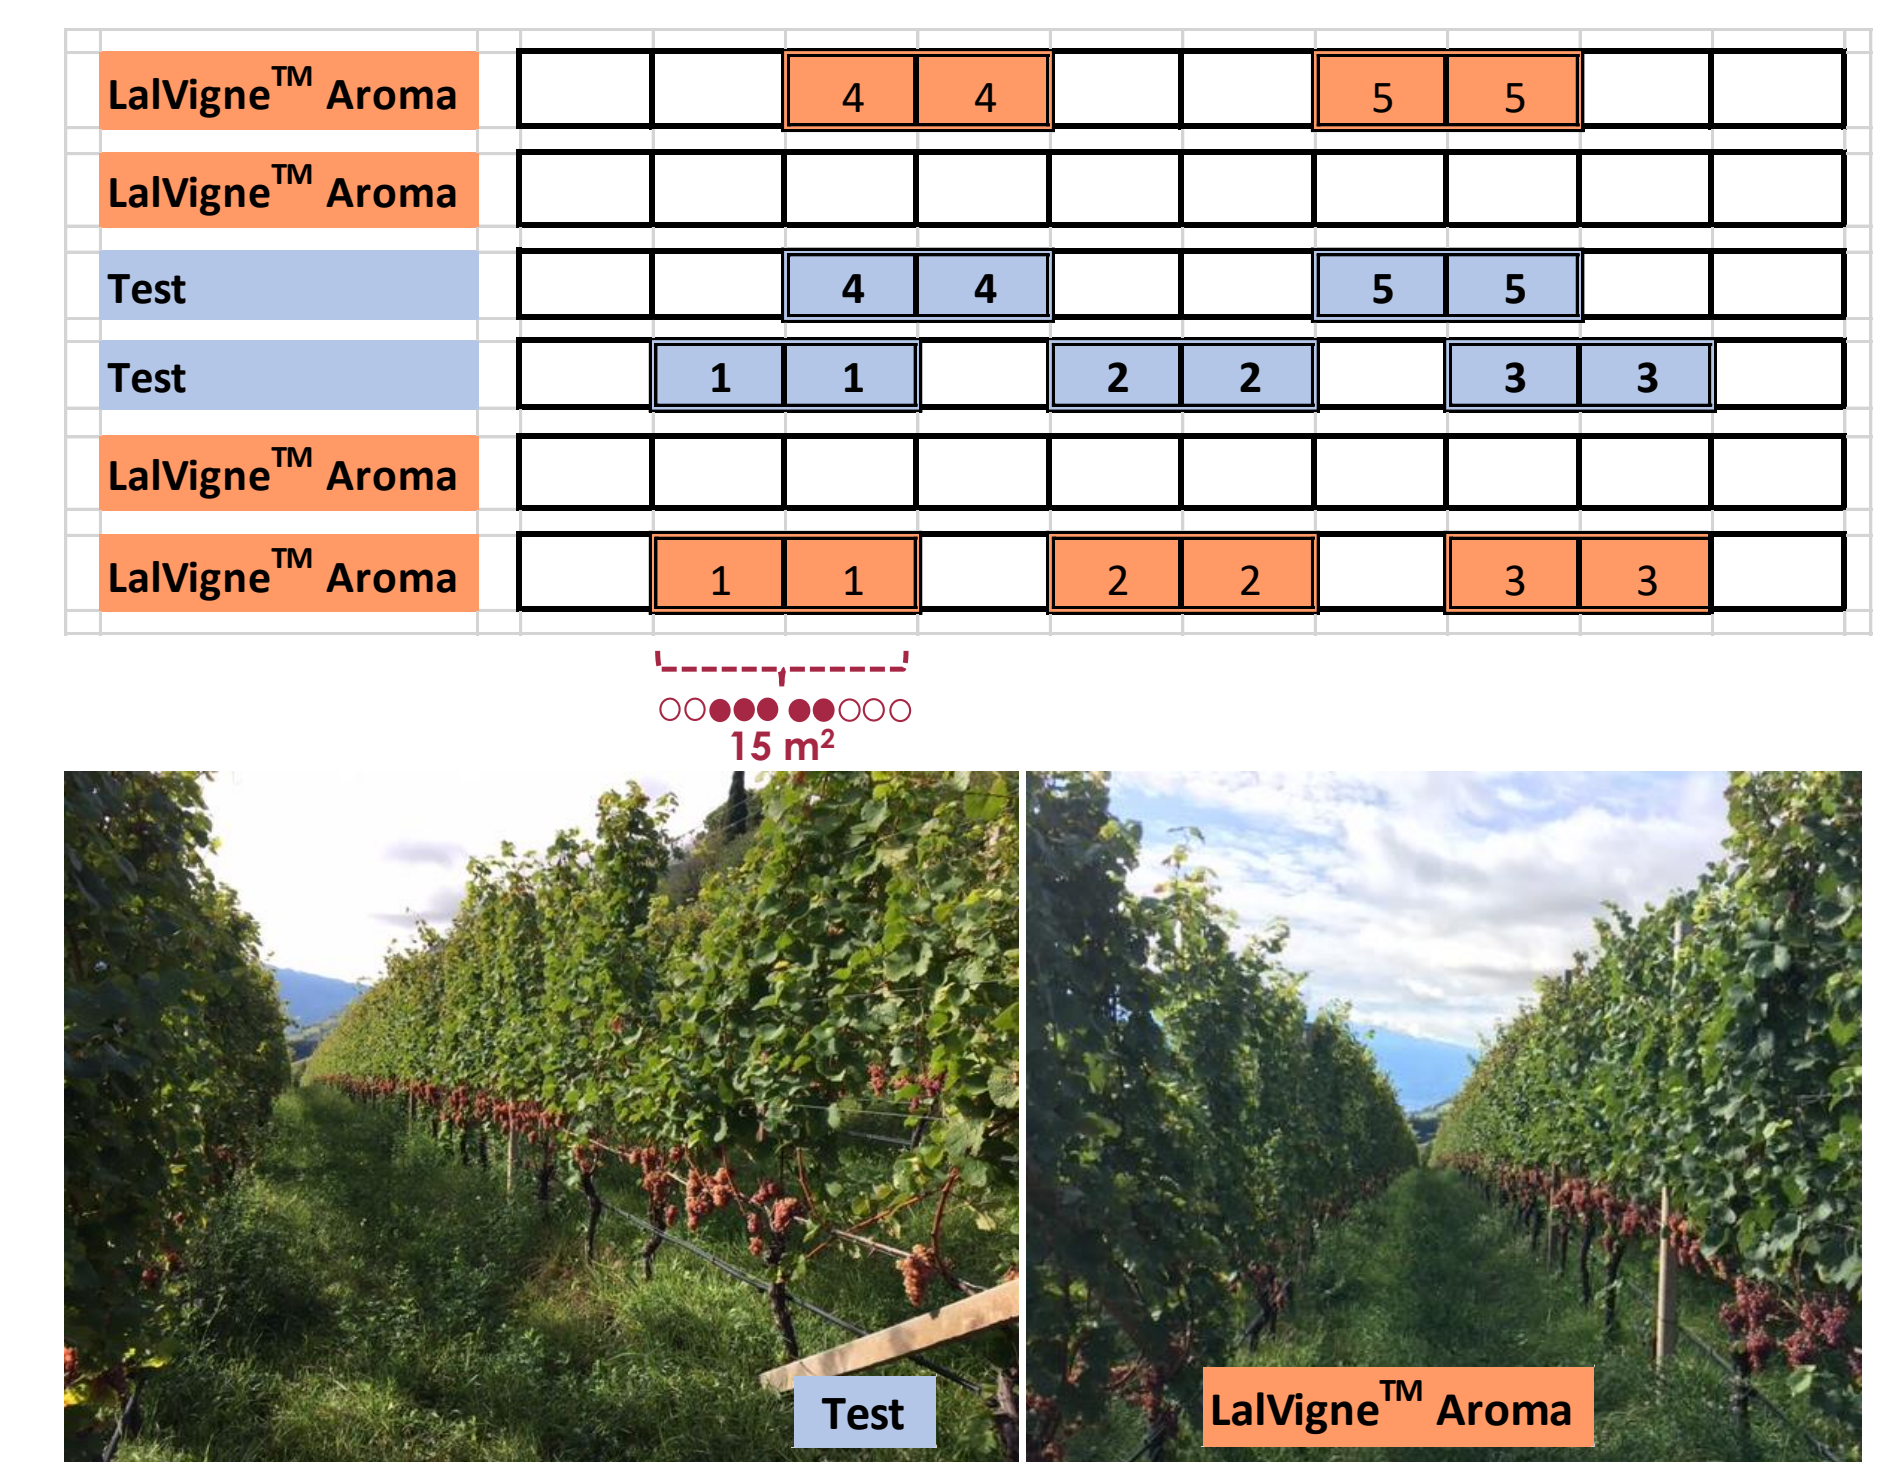 LalVigne™ Aroma 4 4 5 5
LalVigne™ Aroma
Test 4 4 5 5
Test 1 1 2 2 3 3
LalVigne™ Aroma
LalVigne™ Aroma 1 1 2 2 3 3
15 m²
Test
LalVigne™ Aroma